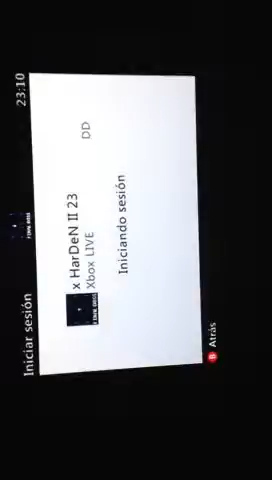 Iniciar sesión
23:10
x HarDeN II 23
Xbox LIVE
DD
Iniciando sesión
B Atrás